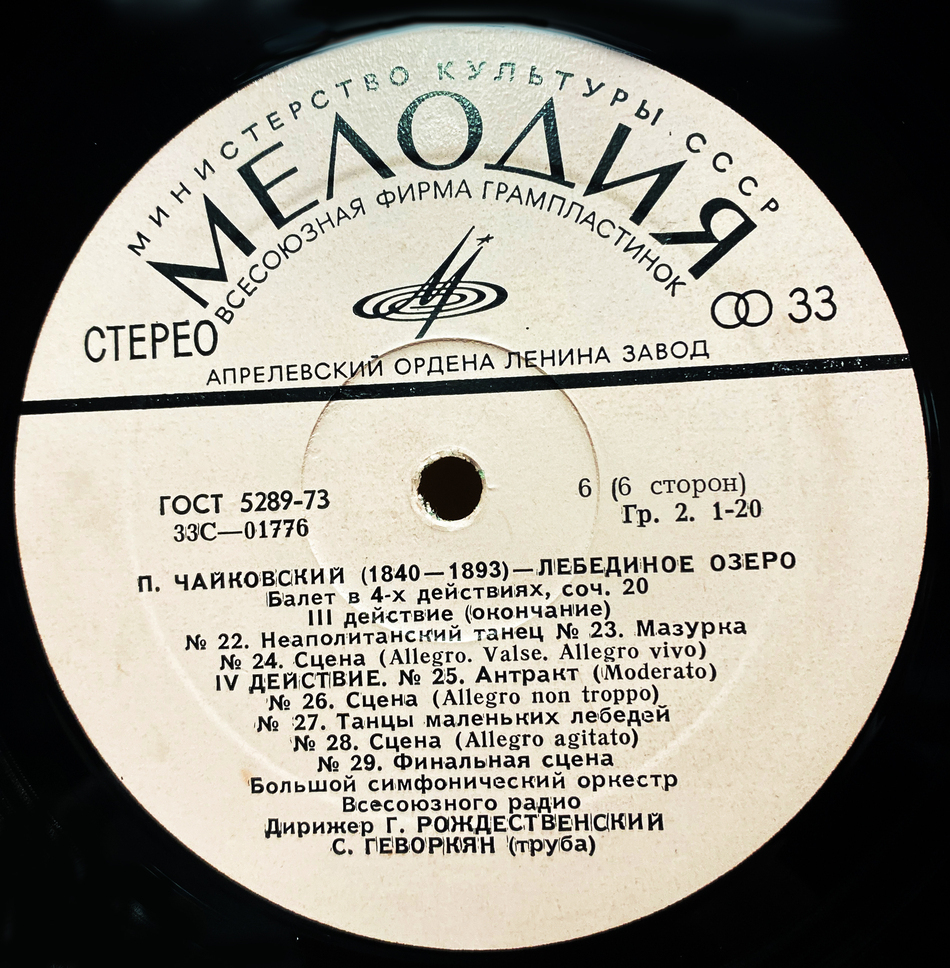 МИНИСТЕРСТВО КУЛЬТУРЫ СССР
МЕЛОДИЯ
ВСЕСОЮЗНАЯ ФИРМА ГРАМПЛАСТИНОК
СТЕРЕО
33
АПРЕЛЕВСКИЙ ОРДЕНА ЛЕНИНА ЗАВОД
ГОСТ 5289-73
33С—01776
6 (6 сторон)
Гр. 2. 1-20
П. ЧАЙКОВСКИЙ (1840—1893)—ЛЕБЕДИНОЕ ОЗЕРО
Балет в 4-х действиях, соч. 20
III действие (окончание)
№ 22. Неаполитанский танец № 23. Мазурка
№ 24. Сцена (Allegro. Valse. Allegro vivo)
IV ДЕЙСТВИЕ. № 25. Антракт (Moderato)
№ 26. Сцена (Allegro non troppo)
№ 27. Танцы маленьких лебедей
№ 28. Сцена (Allegro agitato)
№ 29. Финальная сцена
Большой симфонический оркестр
Всесоюзного радио
Дирижер Г. РОЖДЕСТВЕНСКИЙ
С. ГЕВОРКЯН (труба)